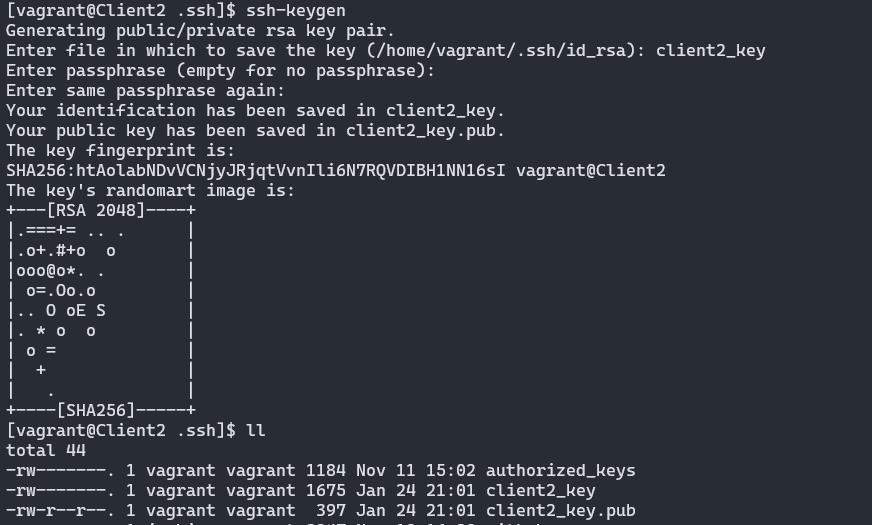 [vagrant@Client2 .ssh]$ ssh-keygen
Generating public/private rsa key pair.
Enter file in which to save the key (/home/vagrant/.ssh/id_rsa): client2_key
Enter passphrase (empty for no passphrase):
Enter same passphrase again:
Your identification has been saved in client2_key.
Your public key has been saved in client2_key.pub.
The key fingerprint is:
SHA256:htAolabNDvVCNjyJRjqtVvnIli6N7RQVDIBH1NN16sI vagrant@Client2
The key's randomart image is:
+---[RSA 2048]----+
|.===+= .. .      |
|.o+.#+o  o       |
|ooo@o*. .        |
| o=.Oo.o         |
|.. O oE S        |
|. * o  o         |
| o =             |
|  +              |
|   .             |
+----[SHA256]-----+
[vagrant@Client2 .ssh]$ ll
total 44
-rw-------. 1 vagrant vagrant 1184 Nov 11 15:02 authorized_keys
-rw-------. 1 vagrant vagrant 1675 Jan 24 21:01 client2_key
-rw-r--r--. 1 vagrant vagrant  397 Jan 24 21:01 client2_key.pub